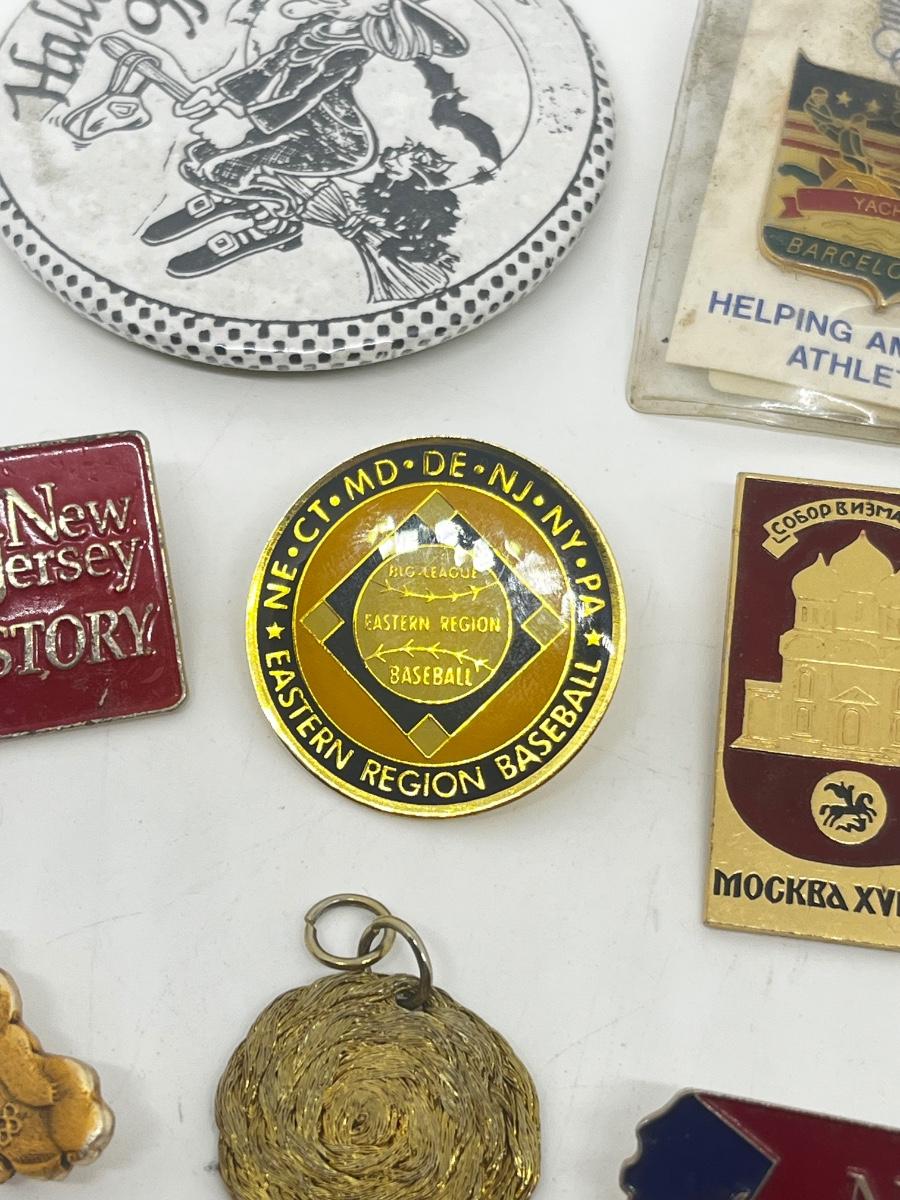 YACH
BARCELO
HELPING AM
ATHLET
New
Jersey
STORY
NE•CT•MD•DE•NJ•NY•PA
BIG LEAGUE
EASTERN REGION
BASEBALL
★ EASTERN REGION BASEBALL ★
СОБОР В ИЗМА
МОСКВА XVI